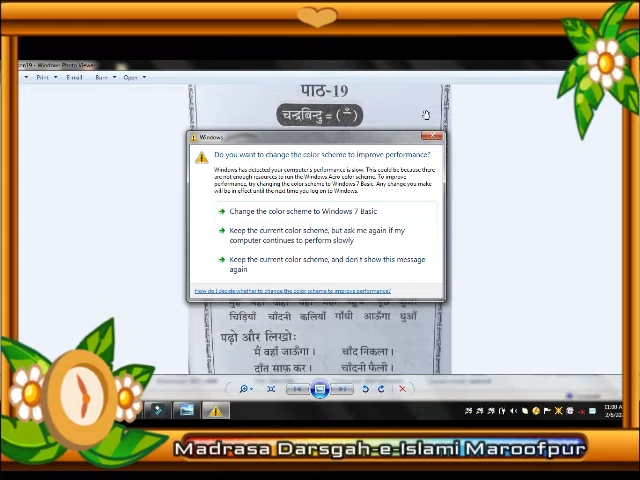 Windows Photo Viewer
Print E-mail Burn Open
पाठ-19
चन्द्रबिन्दु = ( ँ )
Windows
Do you want to change the color scheme to improve performance?
Windows has detected your computer's performance is slow. This could be because there
are not enough resources to run the Windows Aero color scheme. To improve
performance, try changing the color scheme to Windows 7 Basic. Any change you make
will be in effect until the next time you log on to Windows.
Change the color scheme to Windows 7 Basic
Keep the current color scheme, but ask me again if my
computer continues to perform slowly
Keep the current color scheme, and don't show this message
again
How do I decide whether to change the color scheme to improve performance?
चिड़ियाँ चाँदनी कलियाँ गाँधी आऊँगा धुआँ
पढ़ो और लिखोः
मैं वहाँ जाऊँगा। चाँद निकला।
दाँत साफ़ कर। चाँदनी फैली।
11:00
Madrasa Darsgah-e-Islami Maroofpur